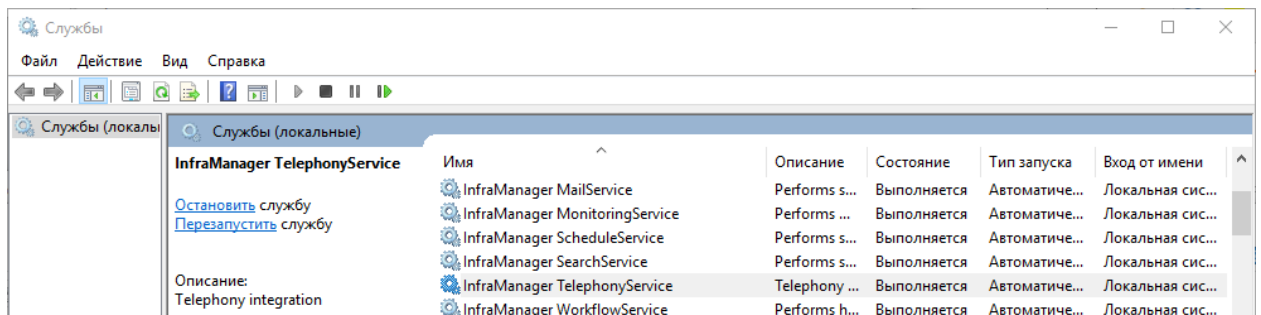 Службы
Файл Действие Вид Справка
Службы (локалы
Службы (локальные)
InfraManager TelephonyService
Остановить службу
Перезапустить службу
Описание:
Telephony integration
Имя Описание Состояние Тип запуска Вход от имени
InfraManager MailService Performs s... Выполняется Автоматиче... Локальная сис...
InfraManager MonitoringService Performs ... Выполняется Автоматиче... Локальная сис...
InfraManager ScheduleService Performs s... Выполняется Автоматиче... Локальная сис...
InfraManager SearchService Performs s... Выполняется Автоматиче... Локальная сис...
InfraManager TelephonyService Telephony ... Выполняется Автоматиче... Локальная сис...
InfraManager WorkflowService Performs h... Выполняется Автоматиче... Локальная сис...